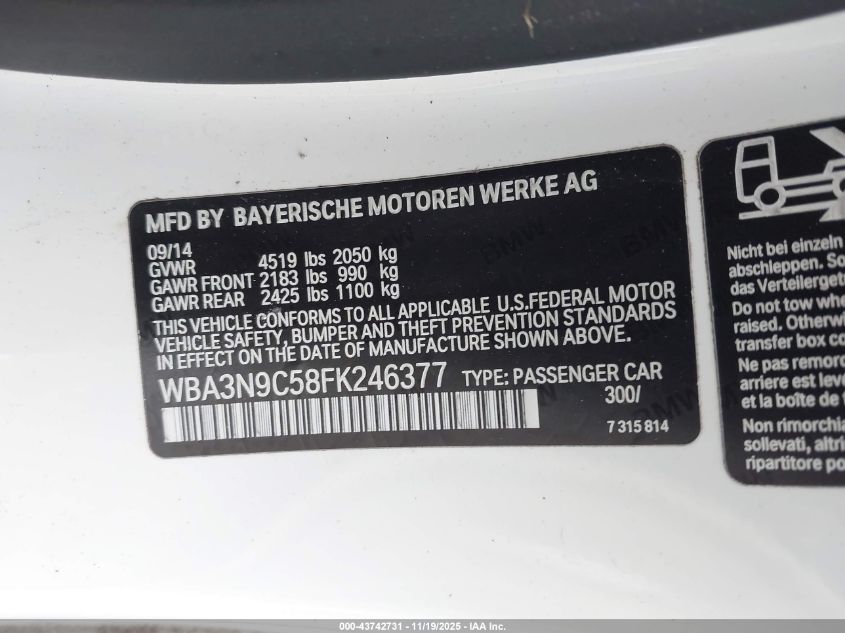 MFD BY BAYERISCHE MOTOREN WERKE AG
09/14
GVWR 4519 lbs 2050 kg
GAWR FRONT 2183 lbs 990 kg
GAWR REAR 2425 lbs 1100 kg
THIS VEHICLE CONFORMS TO ALL APPLICABLE U.S.FEDERAL MOTOR
VEHICLE SAFETY, BUMPER AND THEFT PREVENTION STANDARDS
IN EFFECT ON THE DATE OF MANUFACTURE SHOWN ABOVE.
WBA3N9C58FK246377 TYPE: PASSENGER CAR
300/
7 315 814
Nicht bei einzeln
abschleppen. So
das Verteilerget
Do not tow whe
raised. Otherwi
transfer box co
Ne pas remorc
arriere est leve
et la boîte de
Non rimorchia
sollevati, altri
ripartitore po
000-43742731 - 11/19/2025 - IAA Inc.